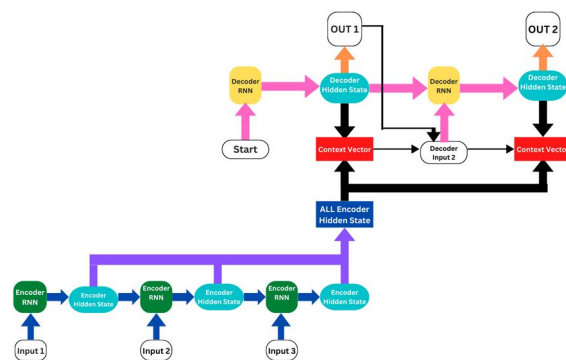 OUT 1
OUT 2
Decoder
RNN
Decoder
Hidden State
Decoder
RNN
Decoder
Hidden State
Start
Context Vector
Decoder
Input 2
Context Vector
ALL Encoder
Hidden State
Encoder
RNN
Encoder
Hidden State
Encoder
RNN
Encoder
Hidden State
Encoder
RNN
Encoder
Hidden State
Input 1
Input 2
Input 3